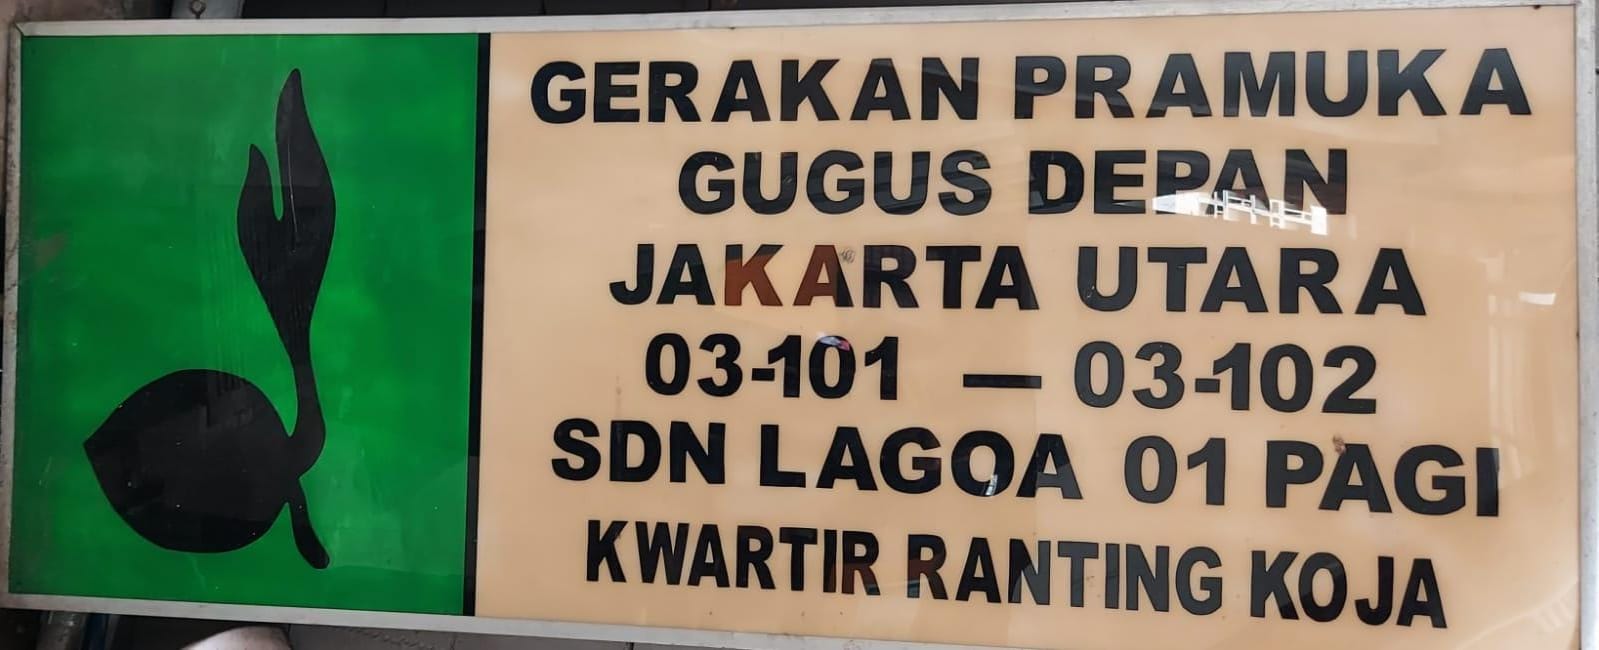 GERAKAN PRAMUKA
GUGUS DEPAN
JAKARTA UTARA
03-101 — 03-102
SDN LAGOA 01 PAGI
KWARTIR RANTING KOJA